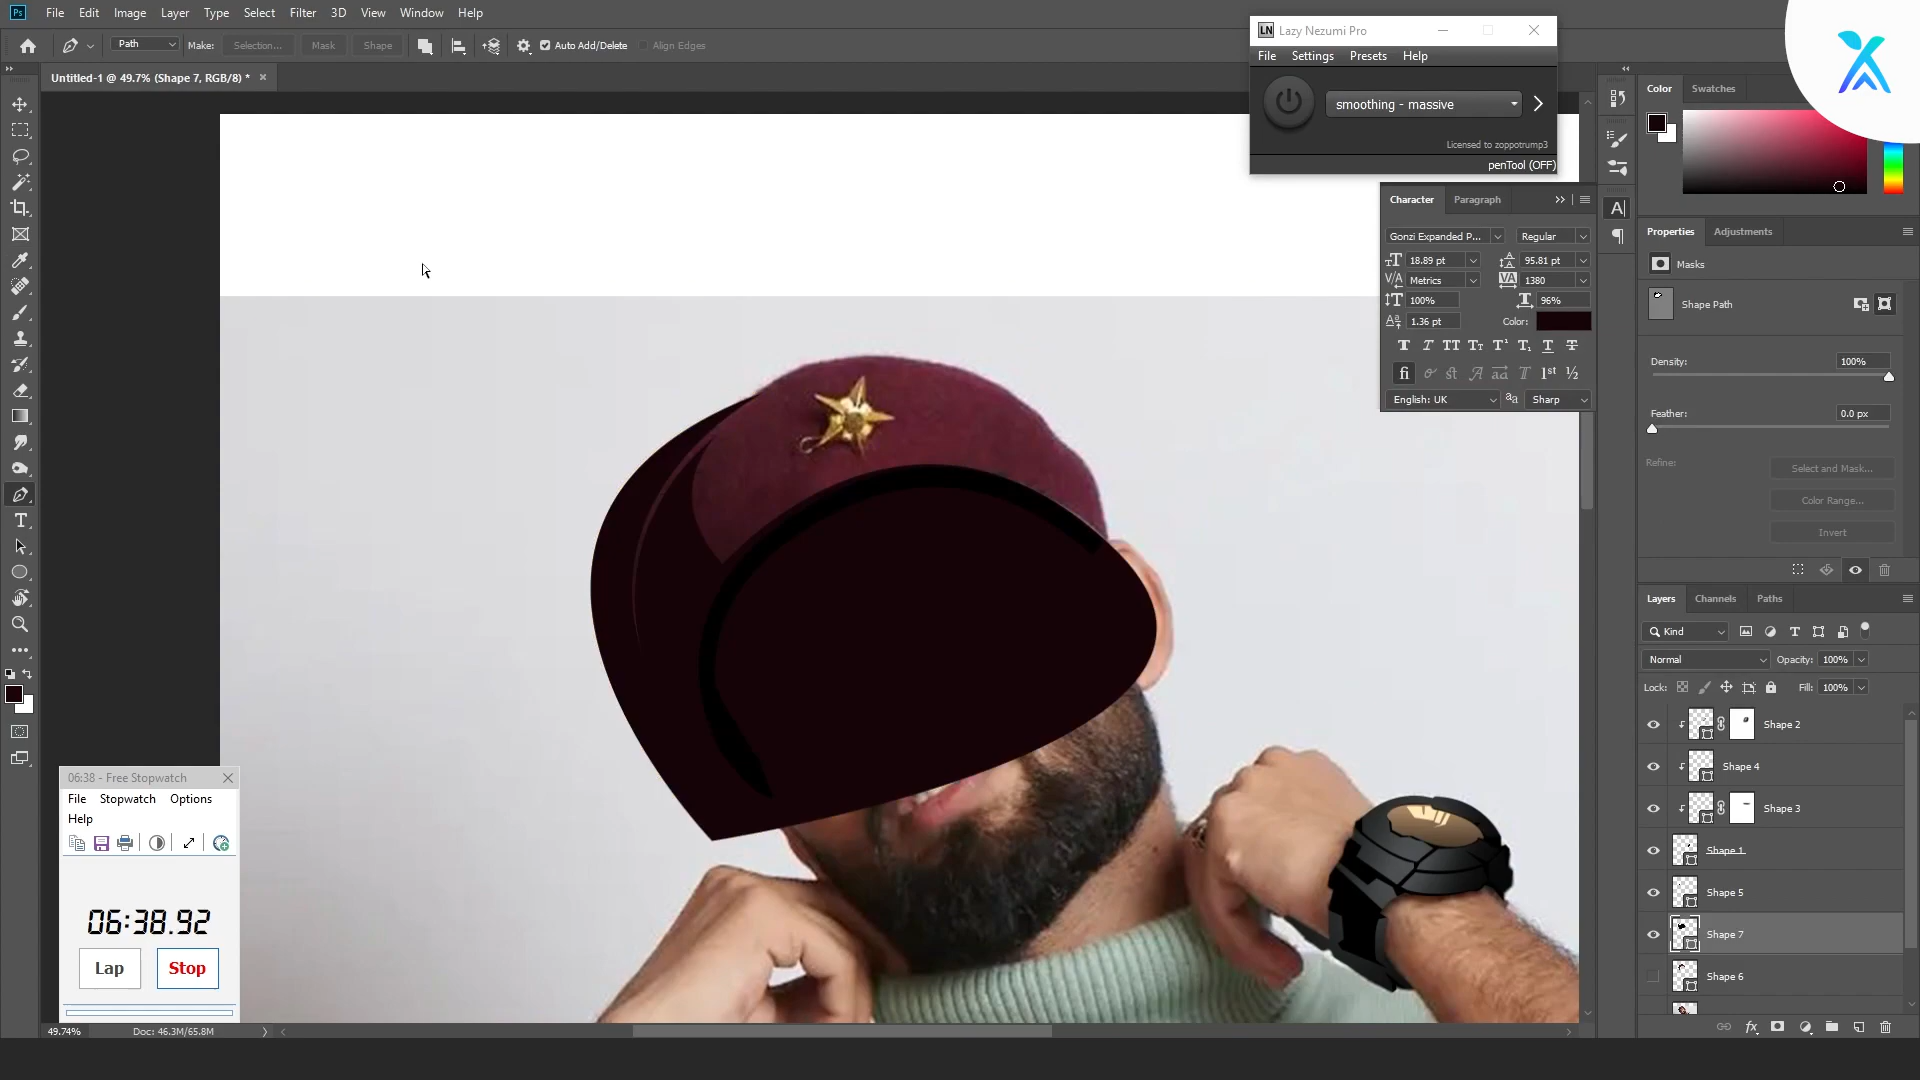 Ps File Edit Image Layer Type Select Filter 3D View Window Help
Path Make: Selection... Mask Shape Auto Add/Delete Align Edges
Untitled-1 @ 49.7% (Shape 7, RGB/8) *
LN Lazy Nezumi Pro
File Settings Presets Help
smoothing - massive
Licensed to zoppotrump3
penTool (OFF)
Character Paragraph
Gonzi Expanded P... Regular
18.89 pt 95.81 pt
Metrics 1380
100% 96%
1.36 pt Color:
English: UK Sharp
Color Swatches
Properties Adjustments
Masks
Shape Path
Density: 100%
Feather: 0.0 px
Refine: Select and Mask...
Color Range...
Invert
Layers Channels Paths
Kind
Normal Opacity: 100%
Lock: Fill: 100%
Shape 2
Shape 4
Shape 3
Shape 1
Shape 5
Shape 7
Shape 6
06:38 - Free Stopwatch
File Stopwatch Options
Help
06:38.92
Lap Stop
49.74% Doc: 46.3M/65.8M